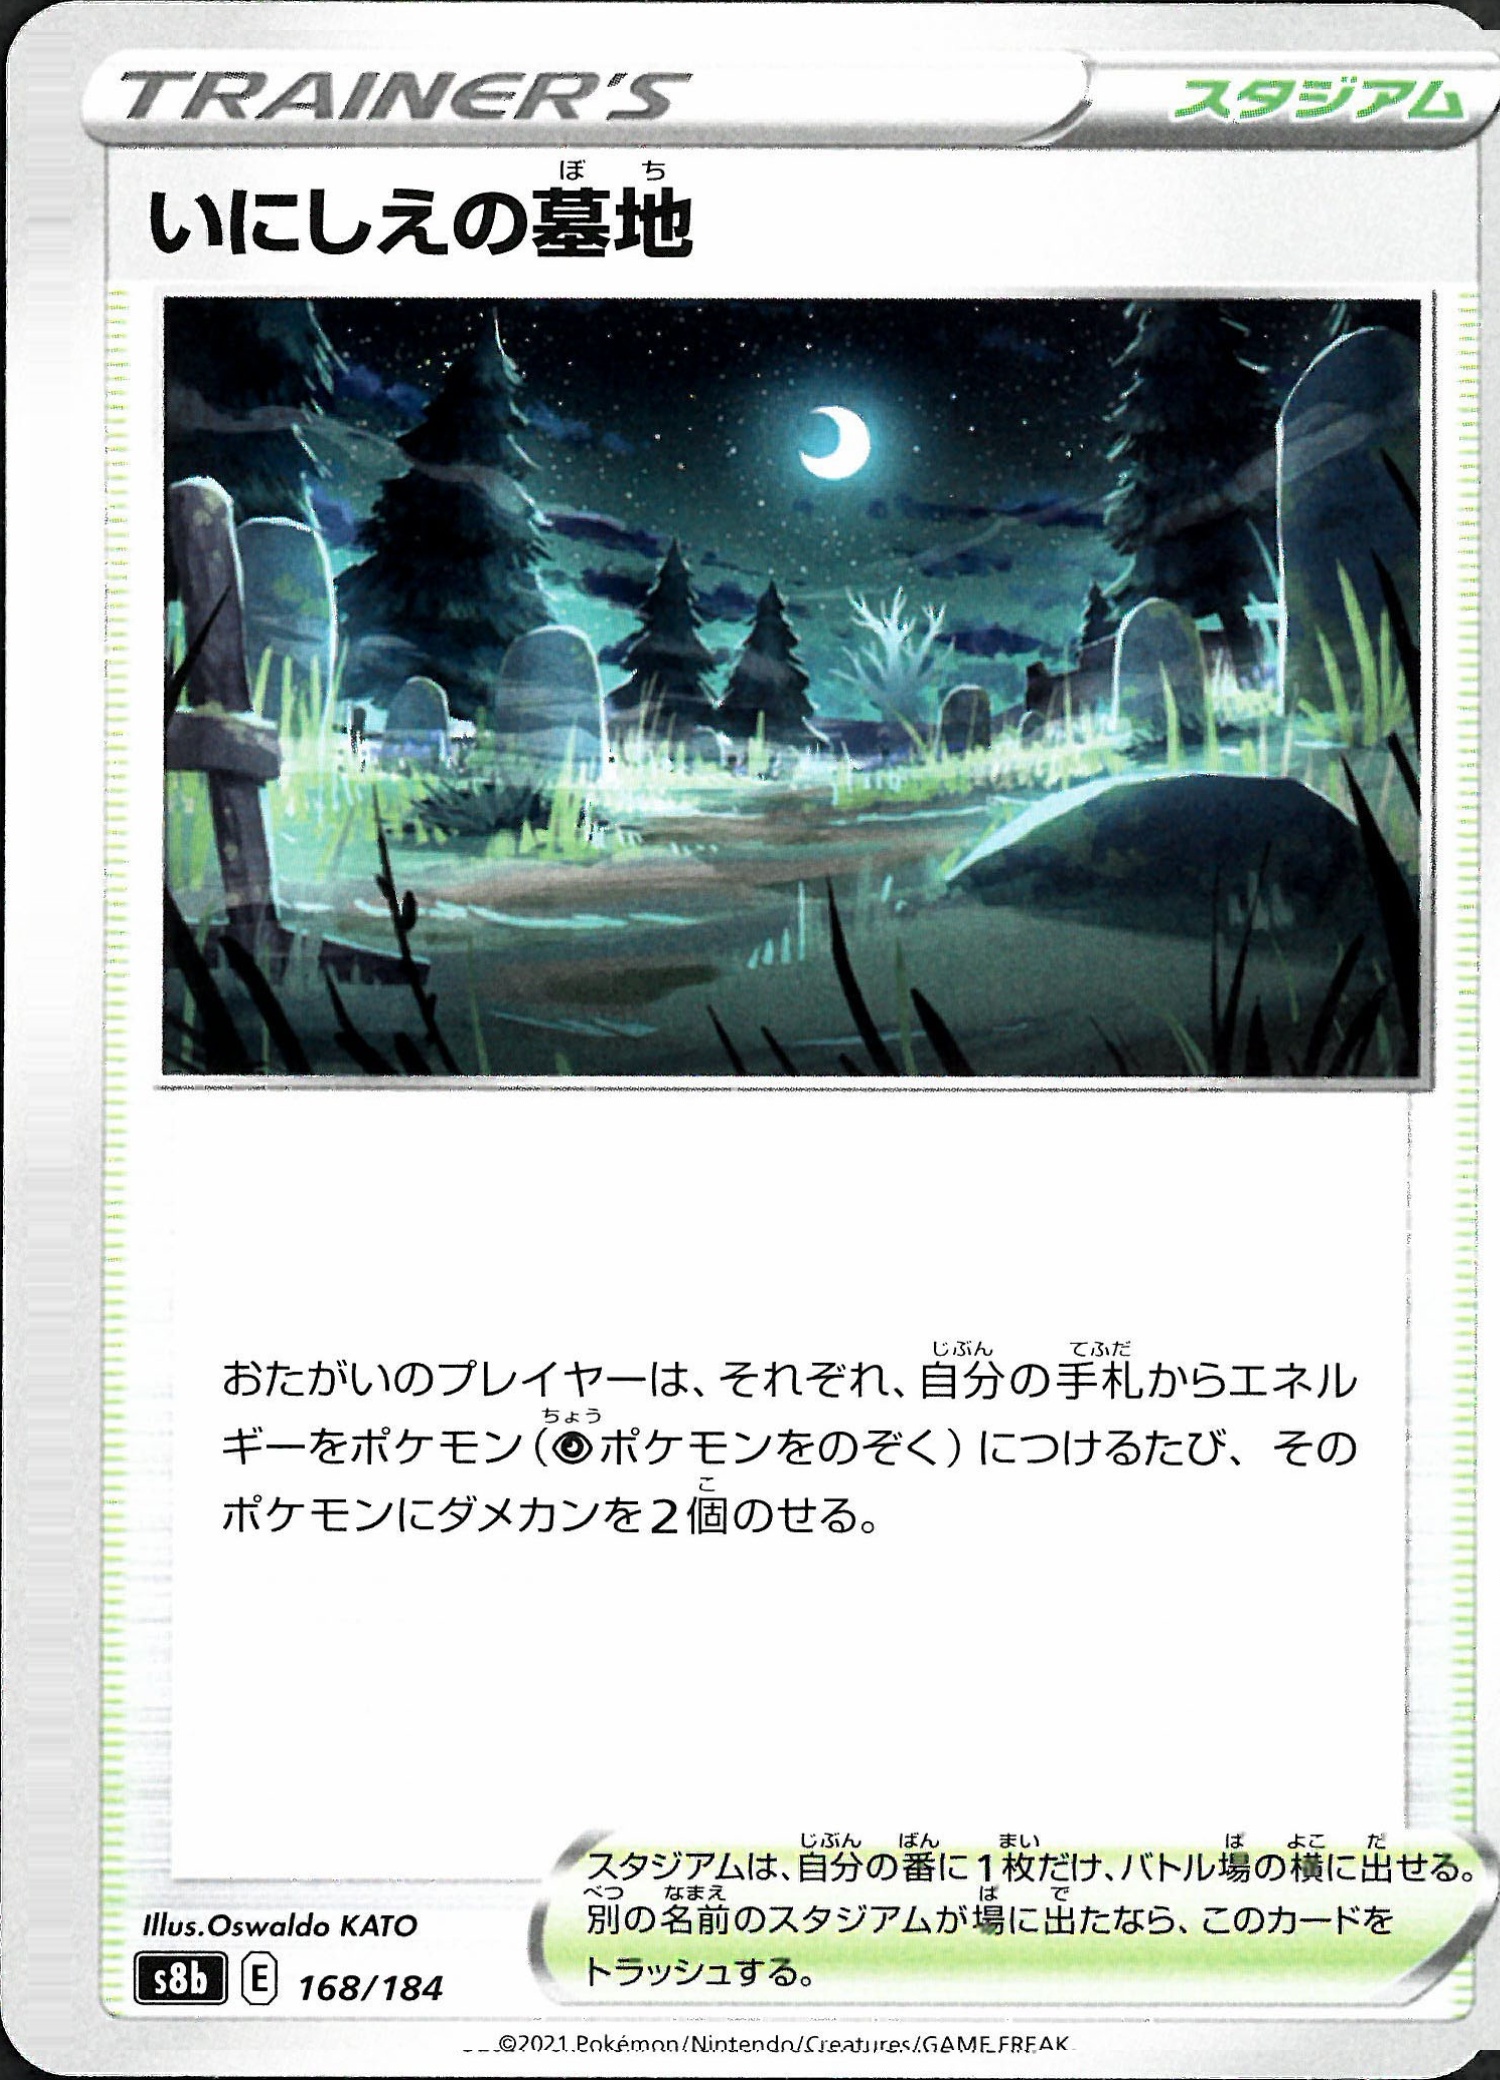 TRAINER'S
スタジアム
ぼ ち
いにしえの墓地
じぶん てふだ
おたがいのプレイヤーは、それぞれ、自分の手札からエネル
ちょう
ギーをポケモン（ポケモンをのぞく）につけるたび、その
こ
ポケモンにダメカンを2個のせる。
じぶん ばん まい ば よこ だ
スタジアムは、自分の番に1枚だけ、バトル場の横に出せる。
べつ なまえ ば で
別の名前のスタジアムが場に出たなら、このカードを
トラッシュする。
Illus.Oswaldo KATO
s8b E 168/184
©2021 Pokémon/Nintendo/Creatures/GAME FREAK